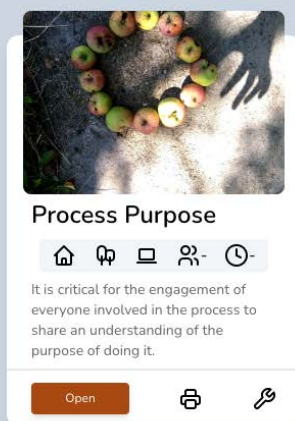 Process Purpose
- -
It is critical for the engagement of
everyone involved in the process to
share an understanding of the
purpose of doing it.
Open